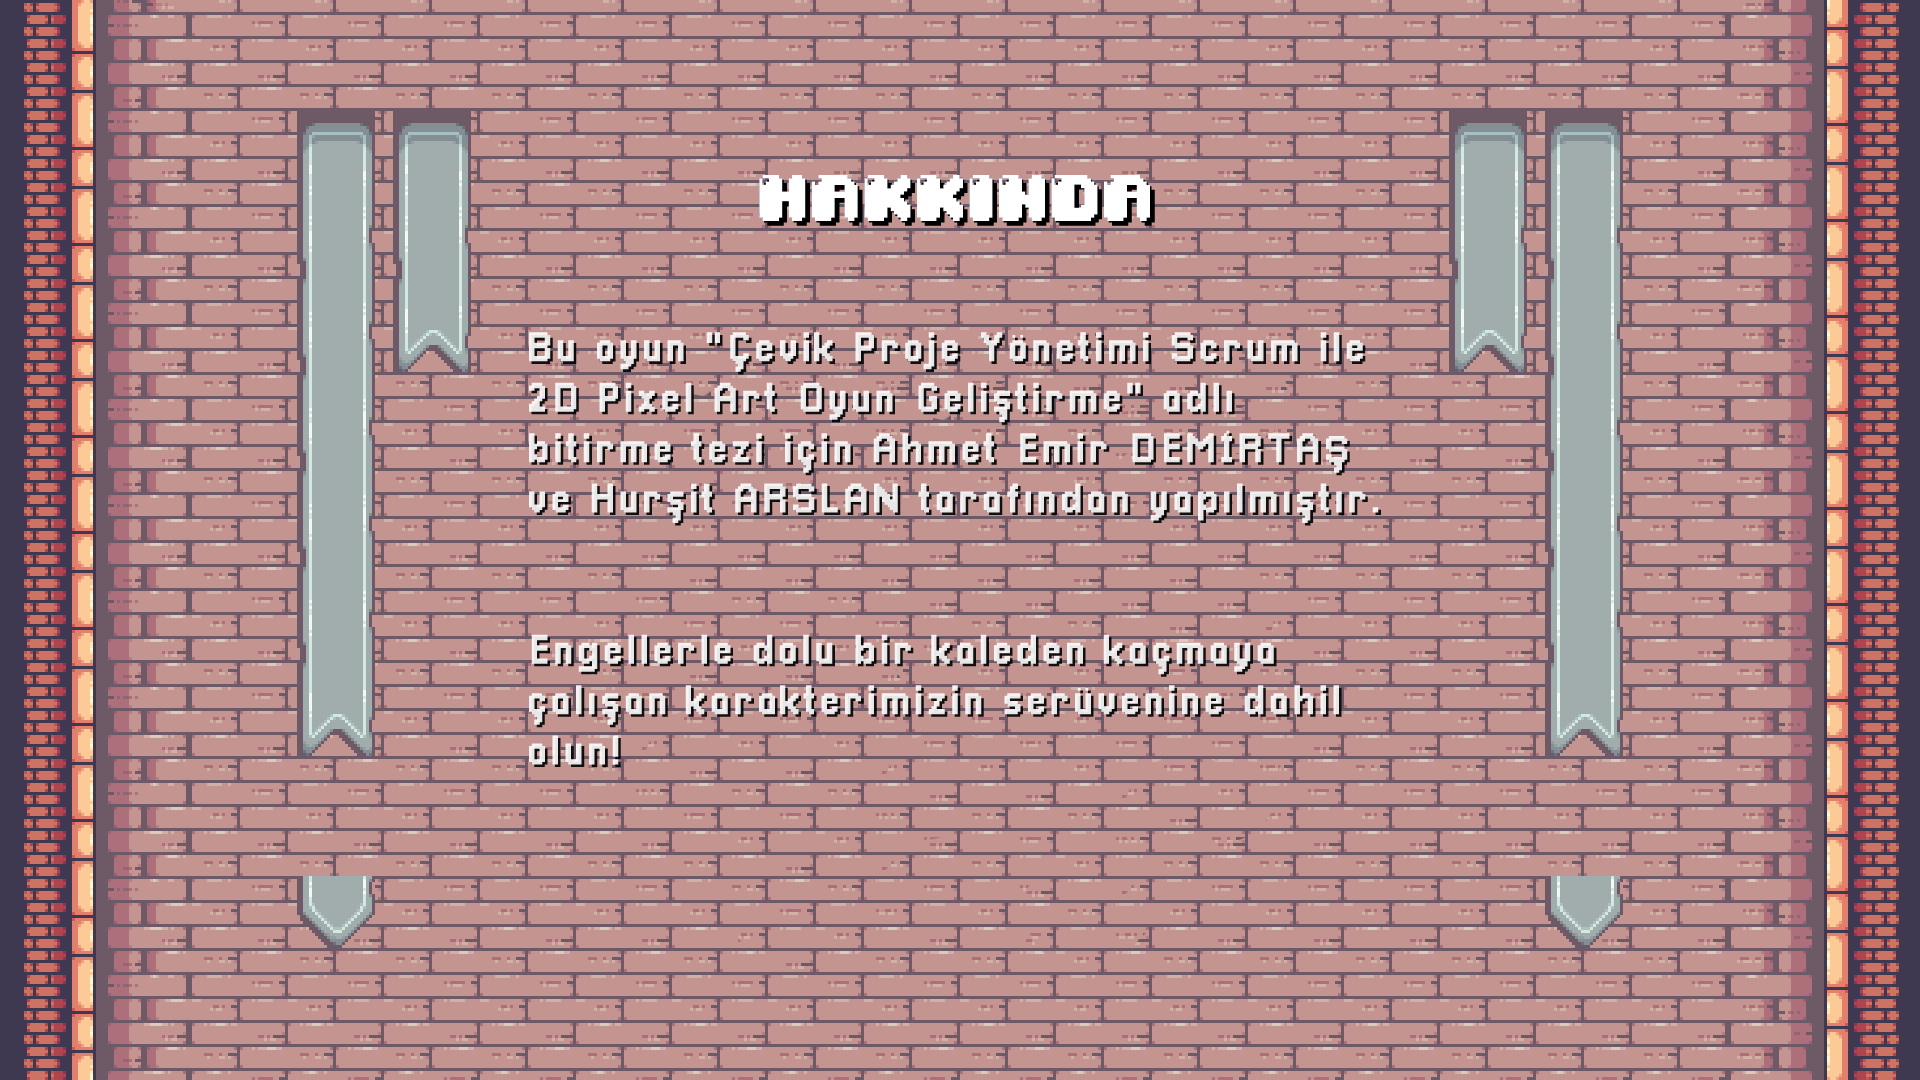 HAKKINDA
Bu oyun "Çevik Proje Yönetimi Scrum ile
2D Pixel Art Oyun Geliştirme" adlı
bitirme tezi için Ahmet Emir DEMİRTAŞ
ve Hurşit ARSLAN tarafından yapılmıştır.
Engellerle dolu bir kaleden kaçmaya
çalışan karakterimizin serüvenine dahil
olun!